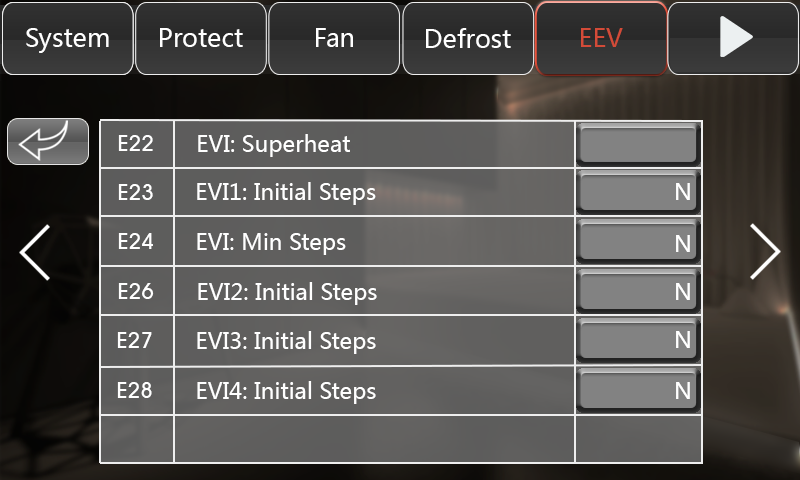 System Protect Fan Defrost EEV
E22 EVI: Superheat
E23 EVI1: Initial Steps N
E24 EVI: Min Steps N
E26 EVI2: Initial Steps N
E27 EVI3: Initial Steps N
E28 EVI4: Initial Steps N